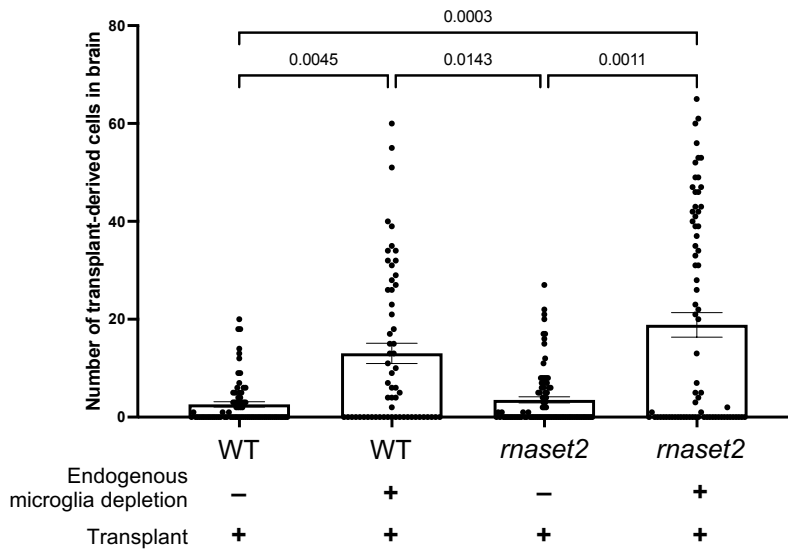 0.0003
0.0045 0.0143 0.0011
Number of transplant-derived cells in brain
80
60
40
20
0
WT WT rnaset2 rnaset2
Endogenous
microglia depletion − + − +
Transplant + + + +